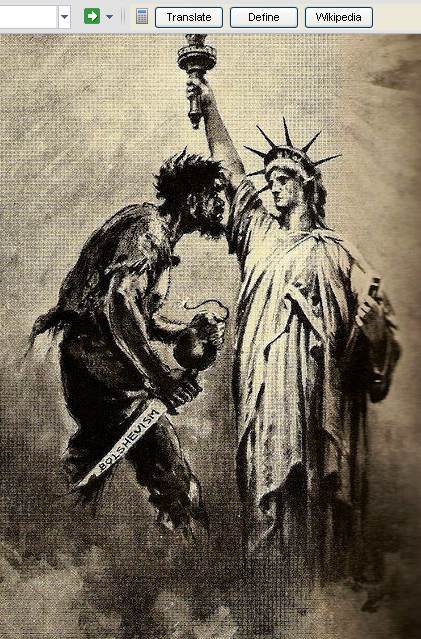 Translate
Define
Wikipedia
BOLSHEVISM